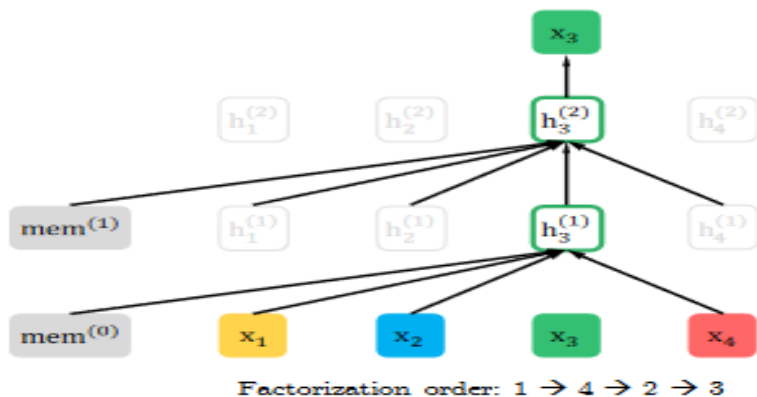 x₃
h₁⁽²⁾ h₂⁽²⁾ h₃⁽²⁾ h₄⁽²⁾
mem⁽¹⁾ h₁⁽¹⁾ h₂⁽¹⁾ h₃⁽¹⁾ h₄⁽¹⁾
mem⁽⁰⁾ x₁ x₂ x₃ x₄
Factorization order: 1 → 4 → 2 → 3